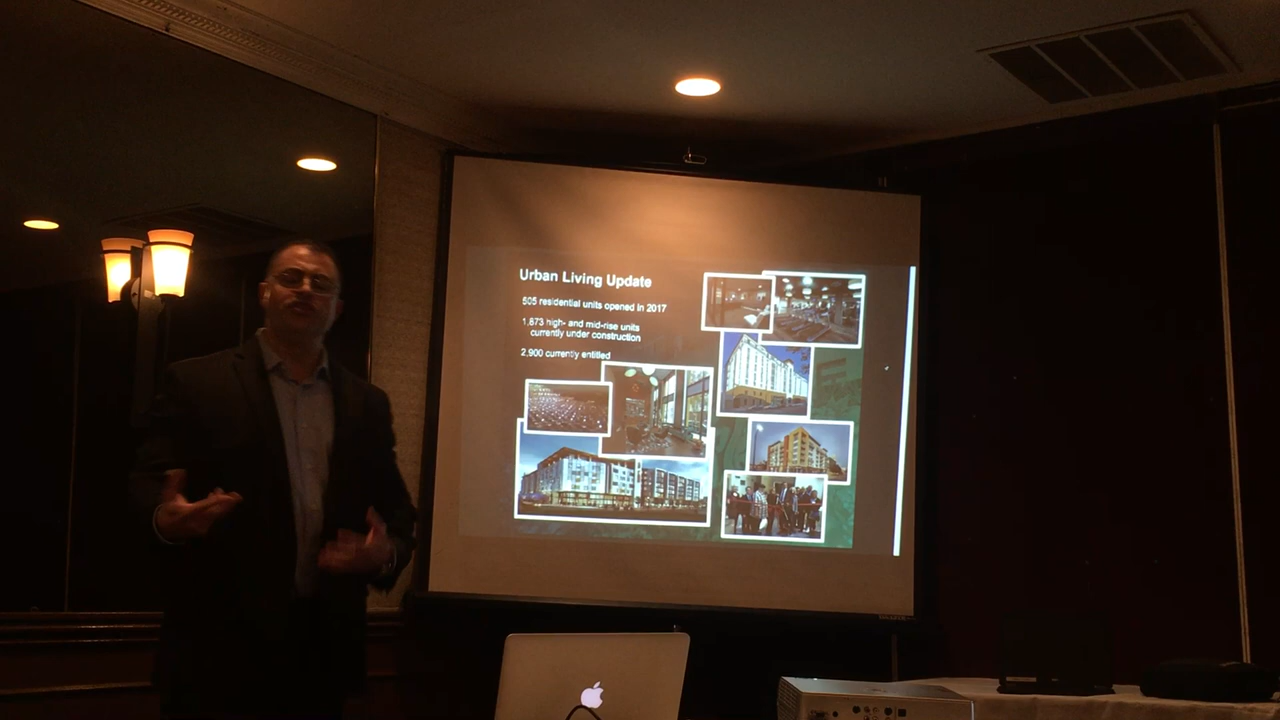 Urban Living Update
505 residential units opened in 2017
1,873 high- and mid-rise units
currently under construction
2,900 currently entitled